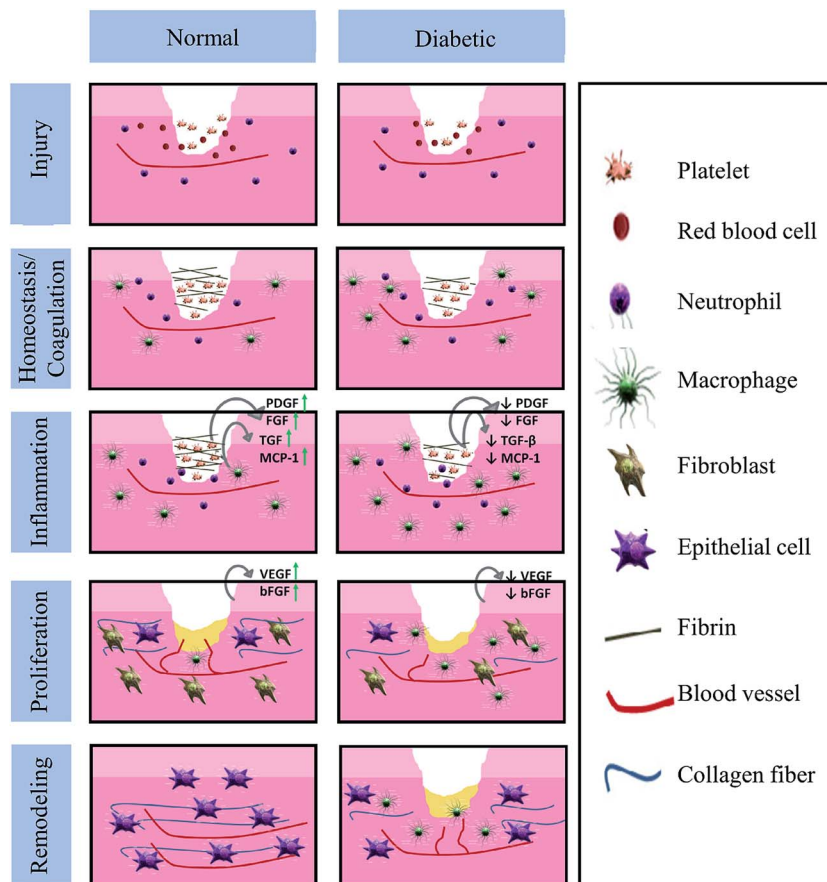 Normal
Diabetic
Injury
Homeostasis/
Coagulation
Inflammation
PDGF ↑
FGF ↑
TGF ↑
MCP-1 ↑
↓ PDGF
↓ FGF
↓ TGF-β
↓ MCP-1
Proliferation
VEGF ↑
bFGF ↑
↓ VEGF
↓ bFGF
Remodeling
Platelet
Red blood cell
Neutrophil
Macrophage
Fibroblast
Epithelial cell
Fibrin
Blood vessel
Collagen fiber